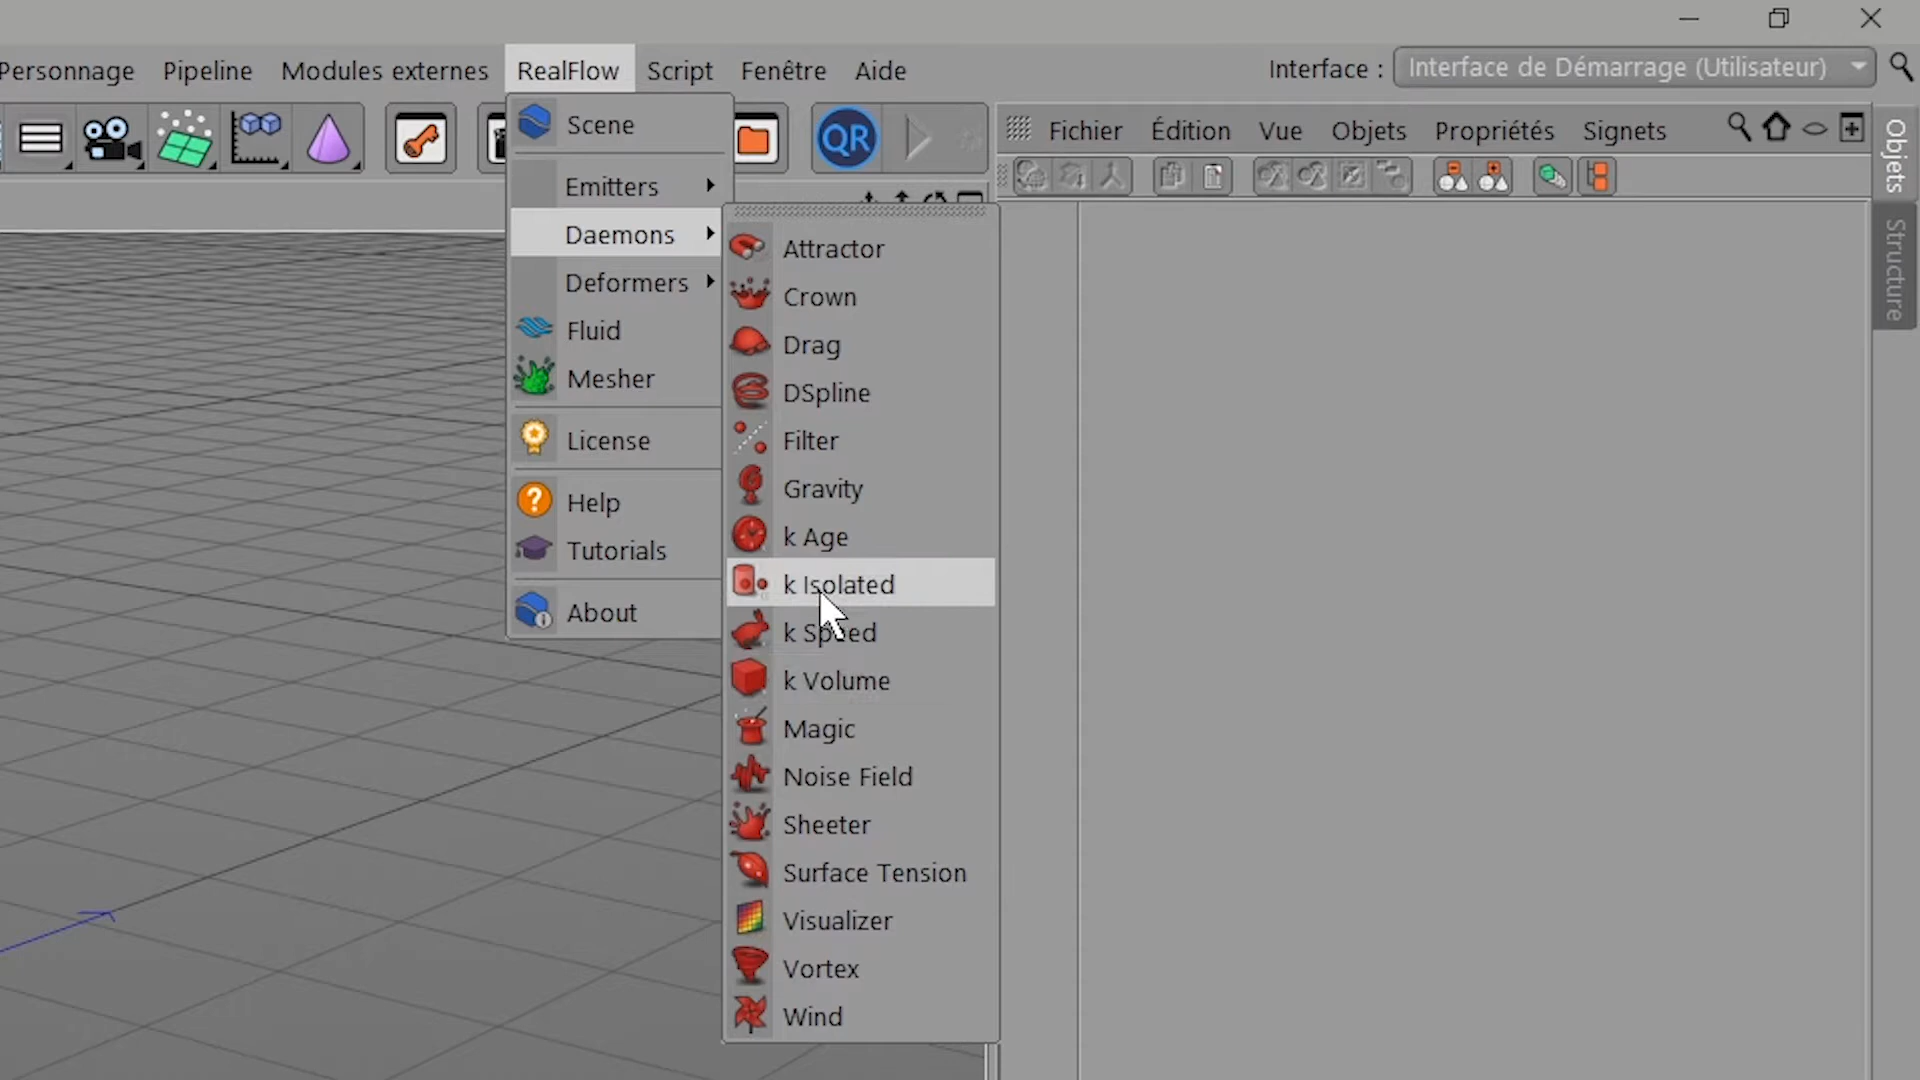 Personnage Pipeline Modules externes RealFlow Script Fenêtre Aide Interface : Interface de Démarrage (Utilisateur)
QR
Fichier Édition Vue Objets Propriétés Signets
Objets
Structure
Scene
Emitters
Daemons
Deformers
Fluid
Mesher
License
Help
Tutorials
About
Attractor
Crown
Drag
DSpline
Filter
Gravity
k Age
k Isolated
k Speed
k Volume
Magic
Noise Field
Sheeter
Surface Tension
Visualizer
Vortex
Wind